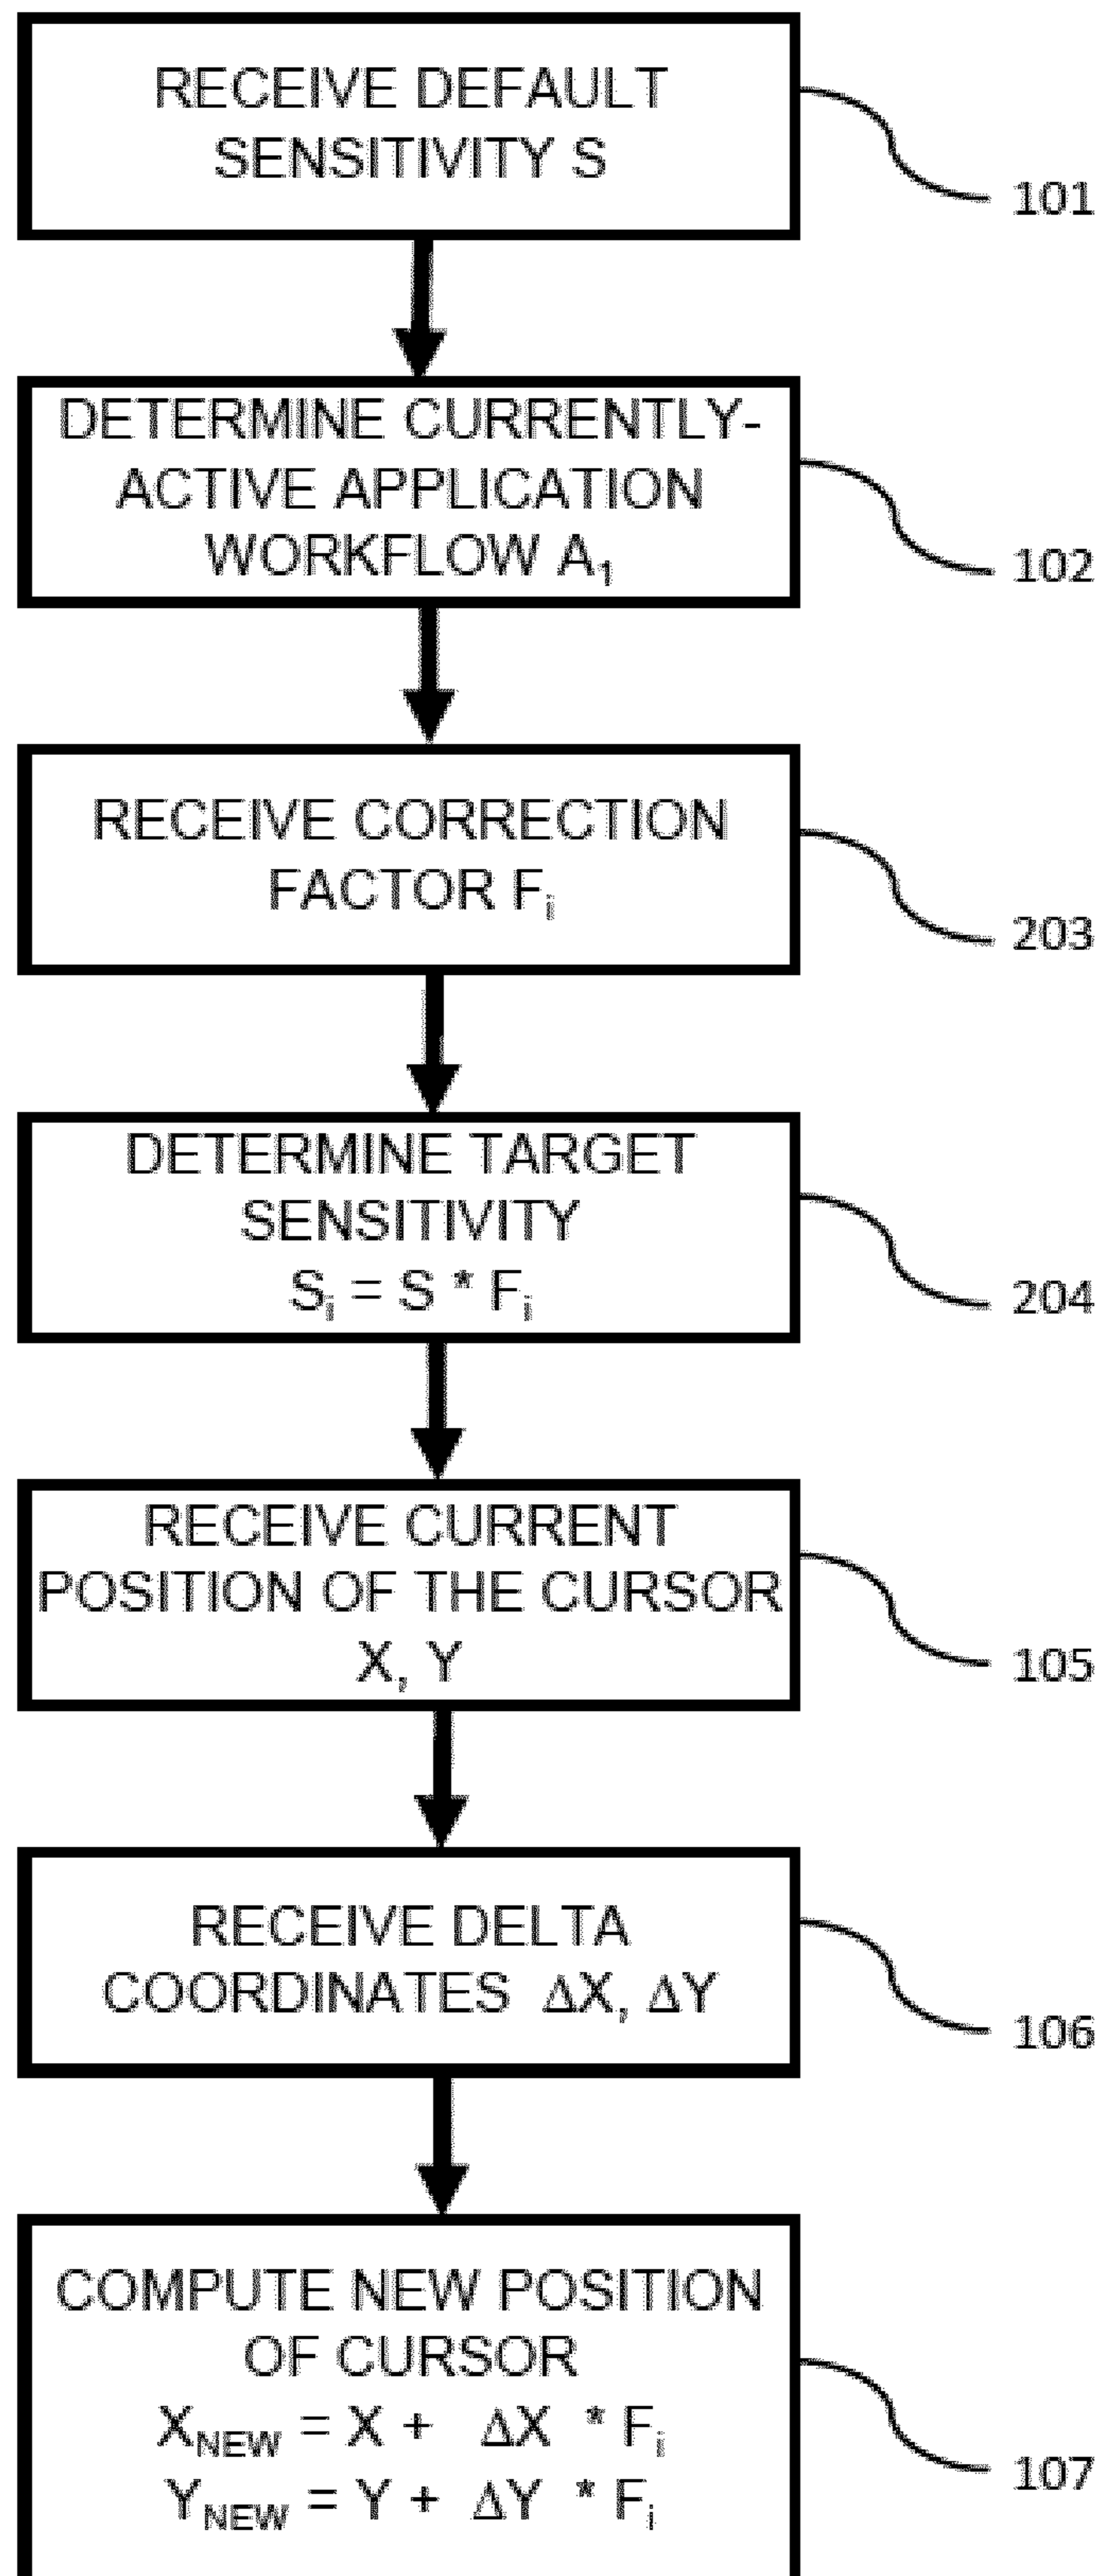 RECEIVE DEFAULT
SENSITIVITY S
101
DETERMINE CURRENTLY-
ACTIVE APPLICATION
WORKFLOW A₁
102
RECEIVE CORRECTION
FACTOR Fᵢ
203
DETERMINE TARGET
SENSITIVITY
Sᵢ = S * Fᵢ
204
RECEIVE CURRENT
POSITION OF THE CURSOR
X, Y
105
RECEIVE DELTA
COORDINATES ΔX, ΔY
106
COMPUTE NEW POSITION
OF CURSOR
X_NEW = X + ΔX * Fᵢ
Y_NEW = Y + ΔY * Fᵢ
107